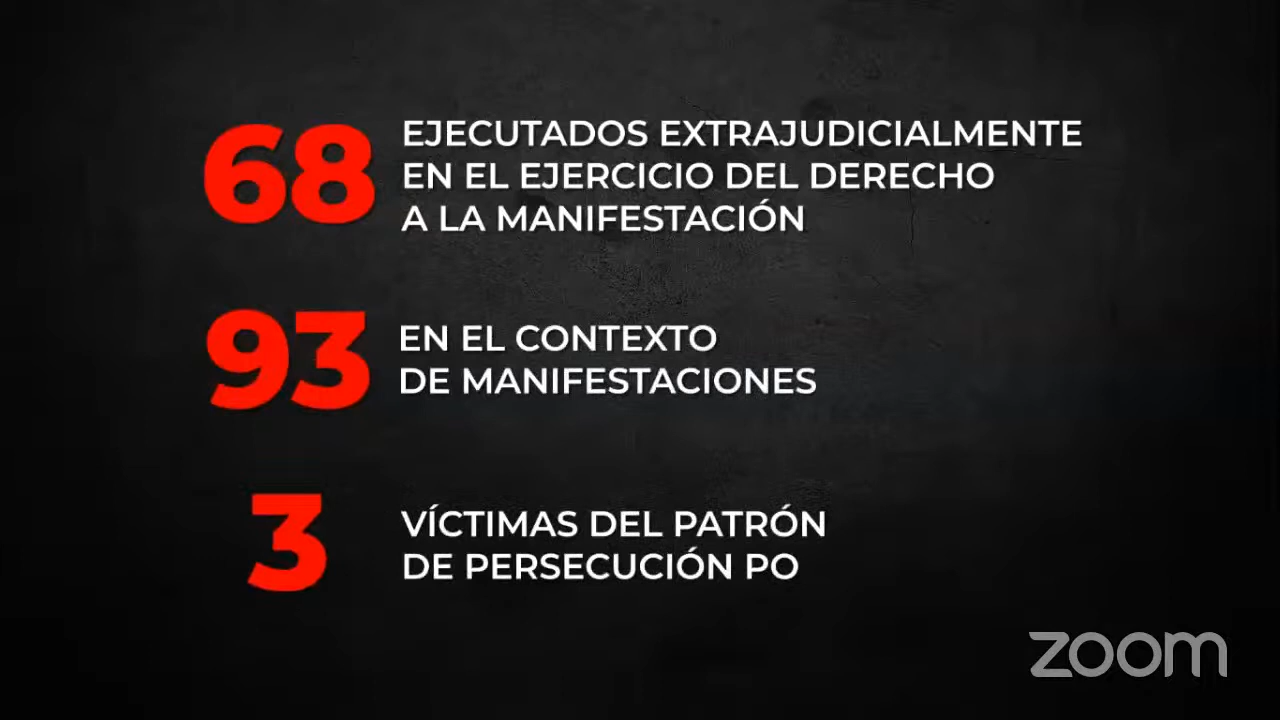 68
EJECUTADOS EXTRAJUDICIALMENTE
EN EL EJERCICIO DEL DERECHO
A LA MANIFESTACIÓN
93
EN EL CONTEXTO
DE MANIFESTACIONES
3
VÍCTIMAS DEL PATRÓN
DE PERSECUCIÓN PO
zoom